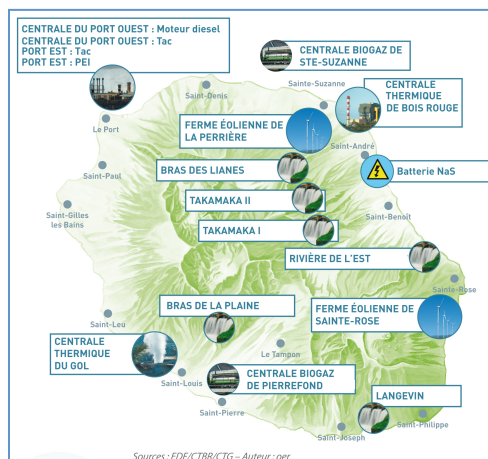 CENTRALE DU PORT OUEST : Moteur diesel
CENTRALE DU PORT OUEST : Tac
PORT EST : Tac
PORT EST : PEI
CENTRALE BIOGAZ DE
STE-SUZANNE
Sainte-Suzanne
CENTRALE
THERMIQUE
DE BOIS ROUGE
Saint-Denis
Le Port
FERME ÉOLIENNE DE
LA PERRIÈRE
Saint-André
Saint-Paul
BRAS DES LIANES
Batterie NaS
TAKAMAKA II
Saint-Gilles
les Bains
Saint-Benoît
TAKAMAKA I
RIVIÈRE DE L'EST
Sainte-Rose
BRAS DE LA PLAINE
FERME ÉOLIENNE DE
SAINTE-ROSE
Saint-Leu
CENTRALE
THERMIQUE
DU GOL
Le Tampon
Saint-Louis
CENTRALE BIOGAZ
DE PIERREFOND
LANGEVIN
Saint-Pierre
Saint-Philippe
Saint-Joseph
Sources : EDF/CTBR/CTG – Auteur : oer